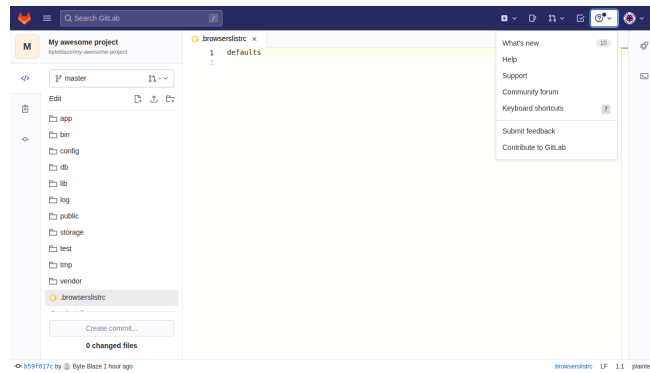 Search GitLab
/
M
My awesome project
byteblaze/my-awesome-project
master
-
Edit
app
bin
config
db
lib
log
public
storage
test
tmp
vendor
.browserslistrc
Create commit...
0 changed files
.browserslistrc ×
1 defaults
2
What's new 10
Help
Support
Community forum
Keyboard shortcuts ?
Submit feedback
Contribute to GitLab
b59f017c by Byte Blaze 1 hour ago
.browserslistrc LF 1:1 plainte